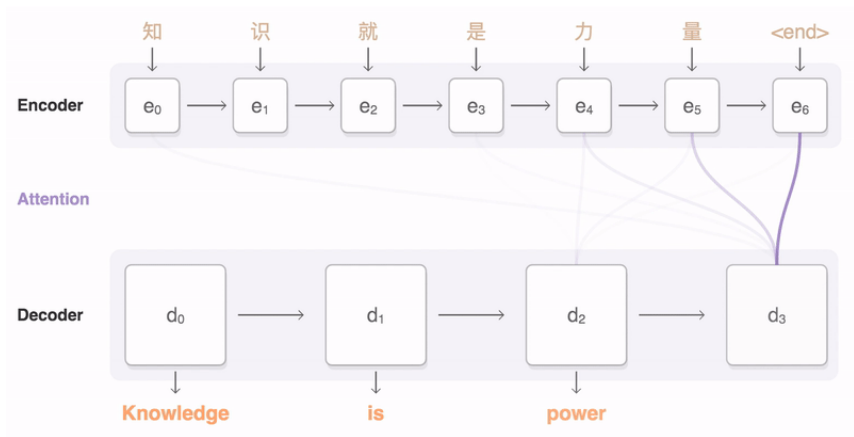 知 识 就 是 力 量 <end>
Encoder e₀ e₁ e₂ e₃ e₄ e₅ e₆
Attention
Decoder d₀ d₁ d₂ d₃
Knowledge is power